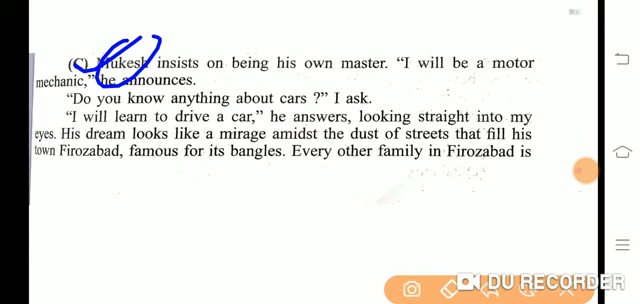 (C) Mukesh insists on being his own master. “I will be a motor
mechanic,” he announces.
“Do you know anything about cars ?” I ask.
“I will learn to drive a car,” he answers, looking straight into my
eyes. His dream looks like a mirage amidst the dust of streets that fill his
town Firozabad, famous for its bangles. Every other family in Firozabad is
DU RECORDER